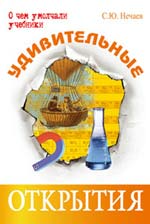 О чем умолчали
учебники
С.Ю. Нечаев
УДИВИТЕЛЬНЫЕ
ОТКРЫТИЯ